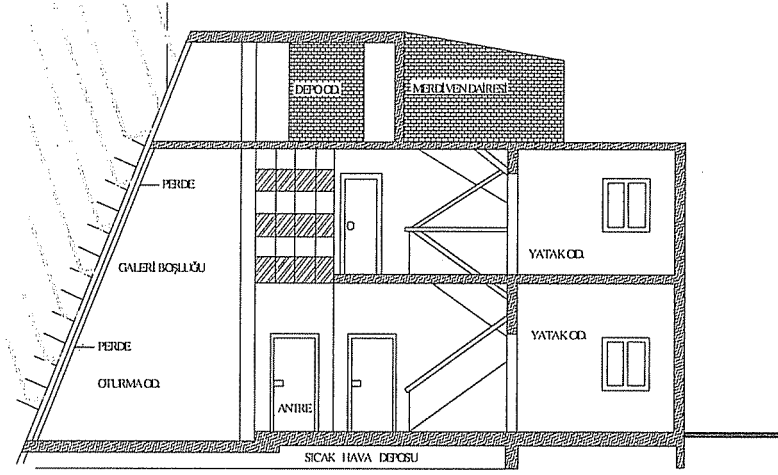 DEPO OD.
MERDİVEN DAİRESİ
PERDE
GALERİ BOŞLUĞU
YATAK OD.
PERDE
YATAK OD.
OTURMA OD.
ANTRE
SICAK HAVA DEPOSU